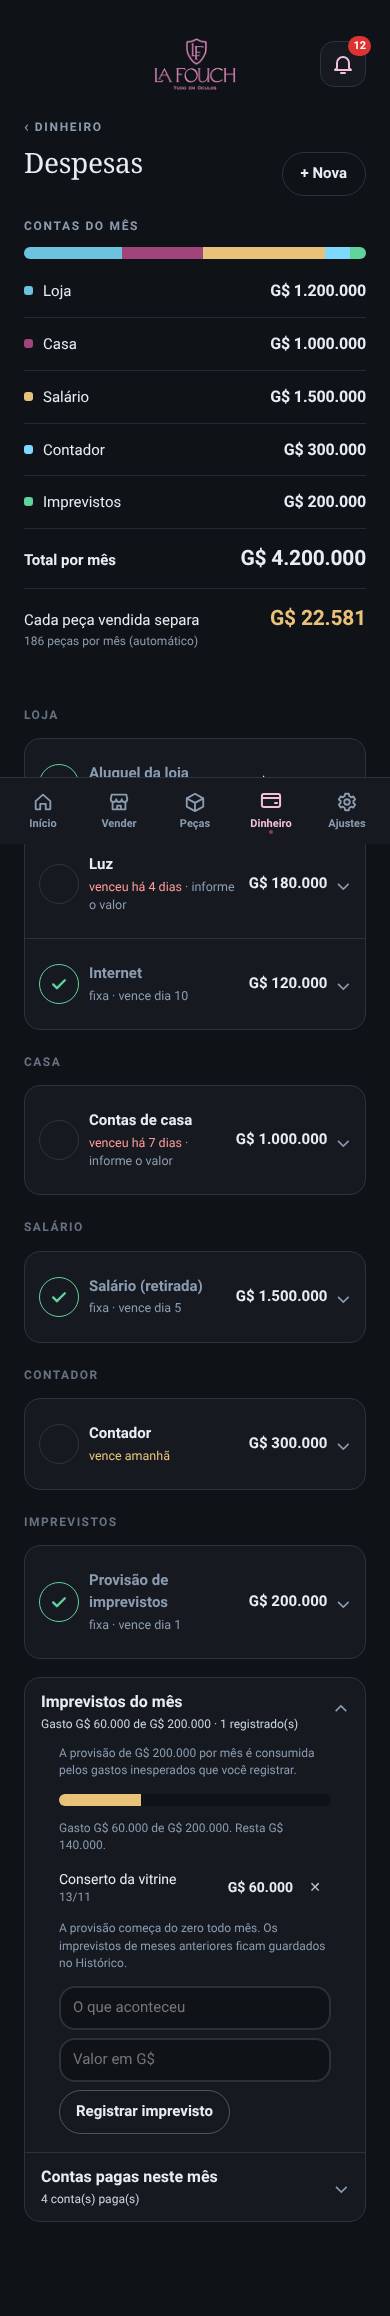 12
LA FOUCH
TUDO EM ÓCULOS
‹ DINHEIRO
Despesas
+ Nova
CONTAS DO MÊS
Loja G$ 1.200.000
Casa G$ 1.000.000
Salário G$ 1.500.000
Contador G$ 300.000
Imprevistos G$ 200.000
Total por mês G$ 4.200.000
Cada peça vendida separa G$ 22.581
186 peças por mês (automático)
LOJA
Aluguel da loja
Início Vender Peças Dinheiro Ajustes
Luz
venceu há 4 dias · informe
o valor
G$ 180.000
Internet
fixa · vence dia 10
G$ 120.000
CASA
Contas de casa
venceu há 7 dias ·
informe o valor
G$ 1.000.000
SALÁRIO
Salário (retirada)
fixa · vence dia 5
G$ 1.500.000
CONTADOR
Contador
vence amanhã
G$ 300.000
IMPREVISTOS
Provisão de
imprevistos
fixa · vence dia 1
G$ 200.000
Imprevistos do mês
Gasto G$ 60.000 de G$ 200.000 · 1 registrado(s)
A provisão de G$ 200.000 por mês é consumida
pelos gastos inesperados que você registrar.
Gasto G$ 60.000 de G$ 200.000. Resta G$
140.000.
Conserto da vitrine
13/11
G$ 60.000 ×
A provisão começa do zero todo mês. Os
imprevistos de meses anteriores ficam guardados
no Histórico.
O que aconteceu
Valor em G$
Registrar imprevisto
Contas pagas neste mês
4 conta(s) paga(s)